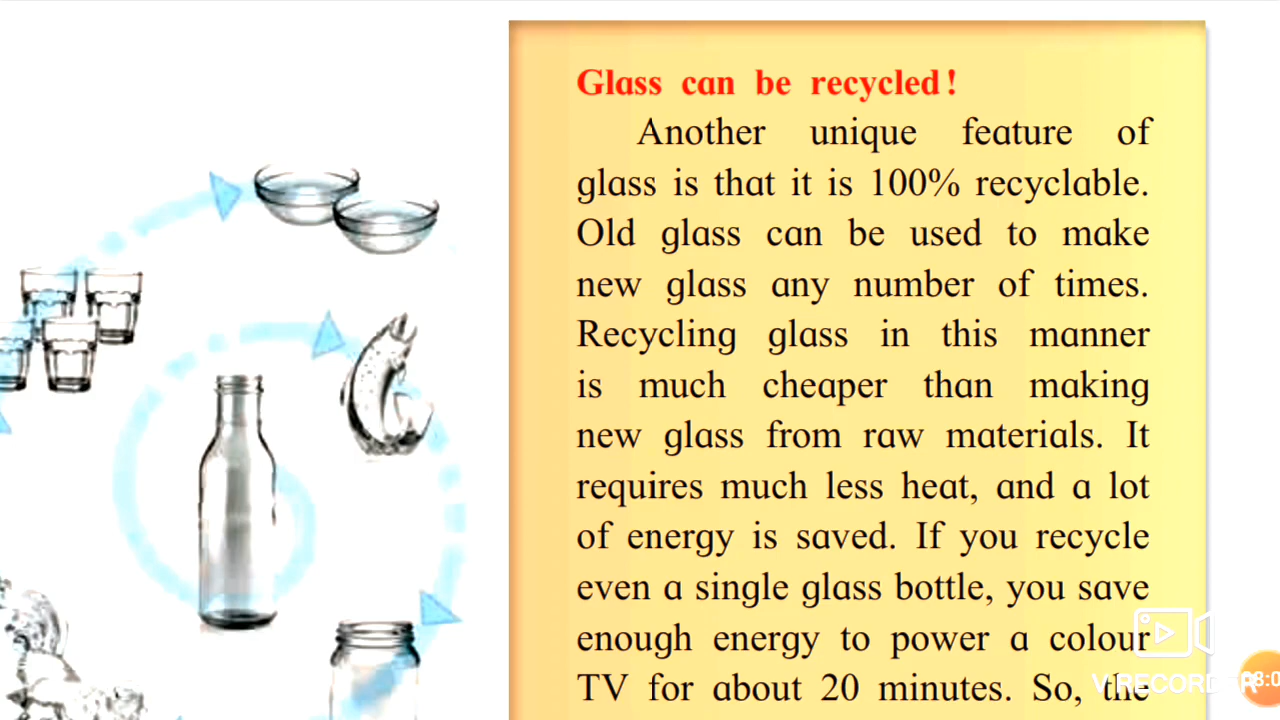 Glass can be recycled!
Another unique feature of
glass is that it is 100% recyclable.
Old glass can be used to make
new glass any number of times.
Recycling glass in this manner
is much cheaper than making
new glass from raw materials. It
requires much less heat, and a lot
of energy is saved. If you recycle
even a single glass bottle, you save
enough energy to power a colour
TV for about 20 minutes. So, the
VIRECORDER